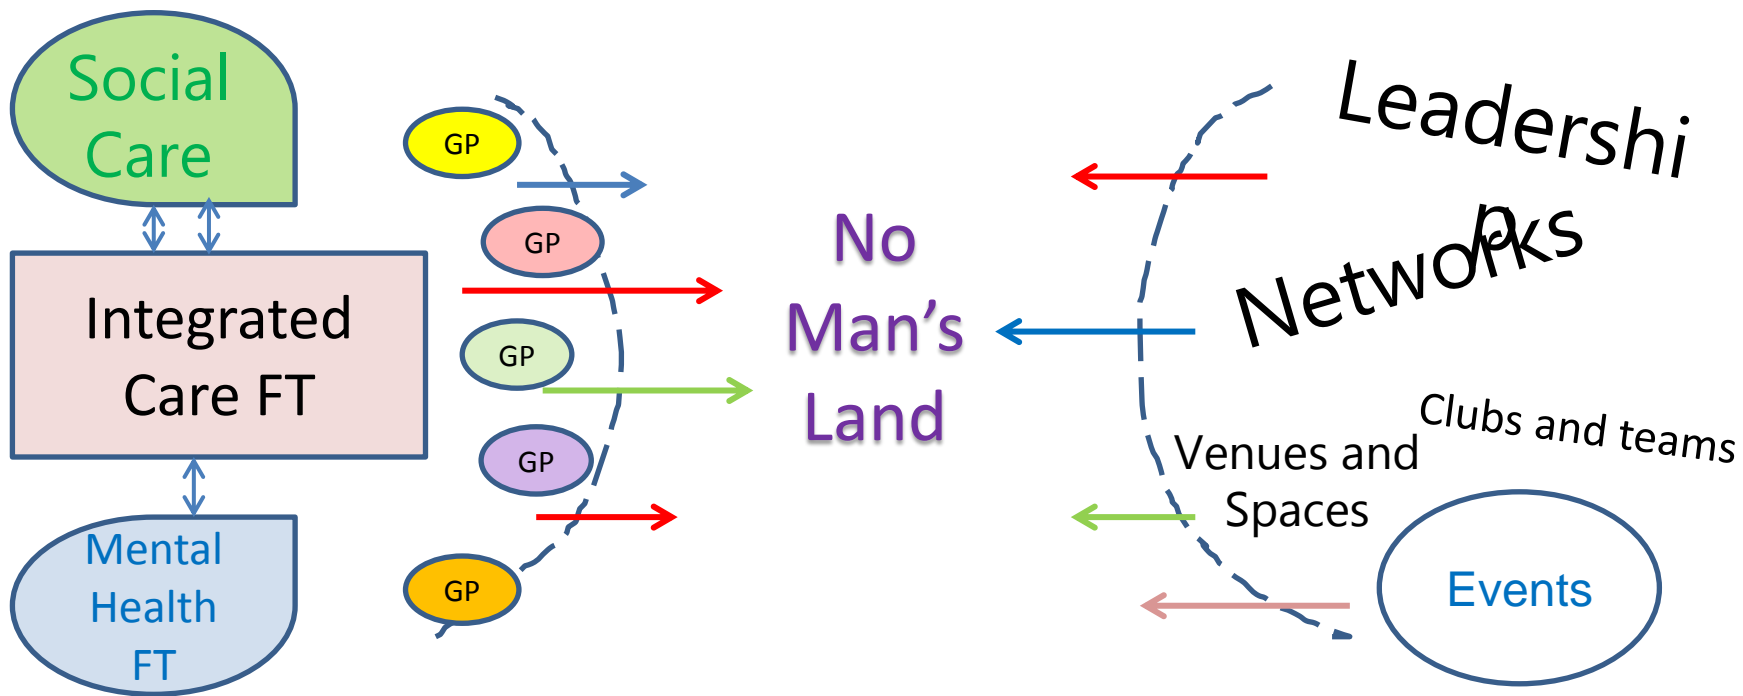 Social
Care
Integrated
Care FT
Mental
Health
FT
GP
GP
GP
GP
GP
No
Man’s
Land
Leadershi
p
Networks
Clubs and teams
Venues and
Spaces
Events